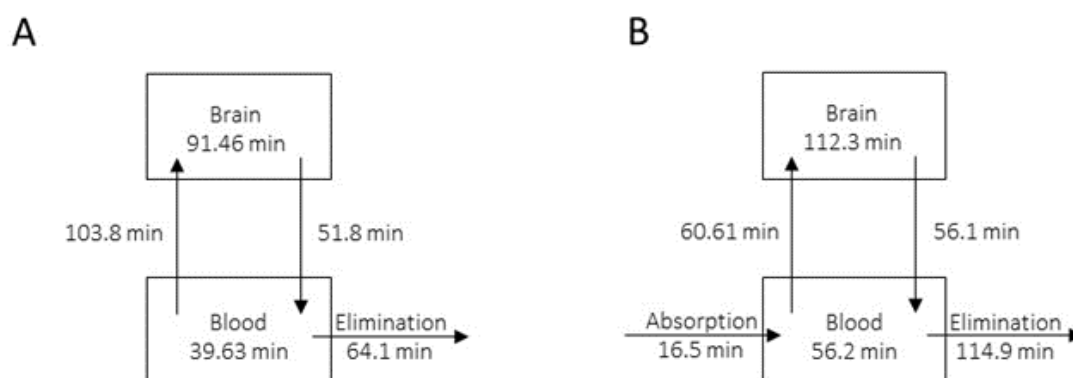 A
Brain
91.46 min
103.8 min
51.8 min
Blood
39.63 min
Elimination
64.1 min
B
Brain
112.3 min
60.61 min
56.1 min
Absorption
16.5 min
Blood
56.2 min
Elimination
114.9 min